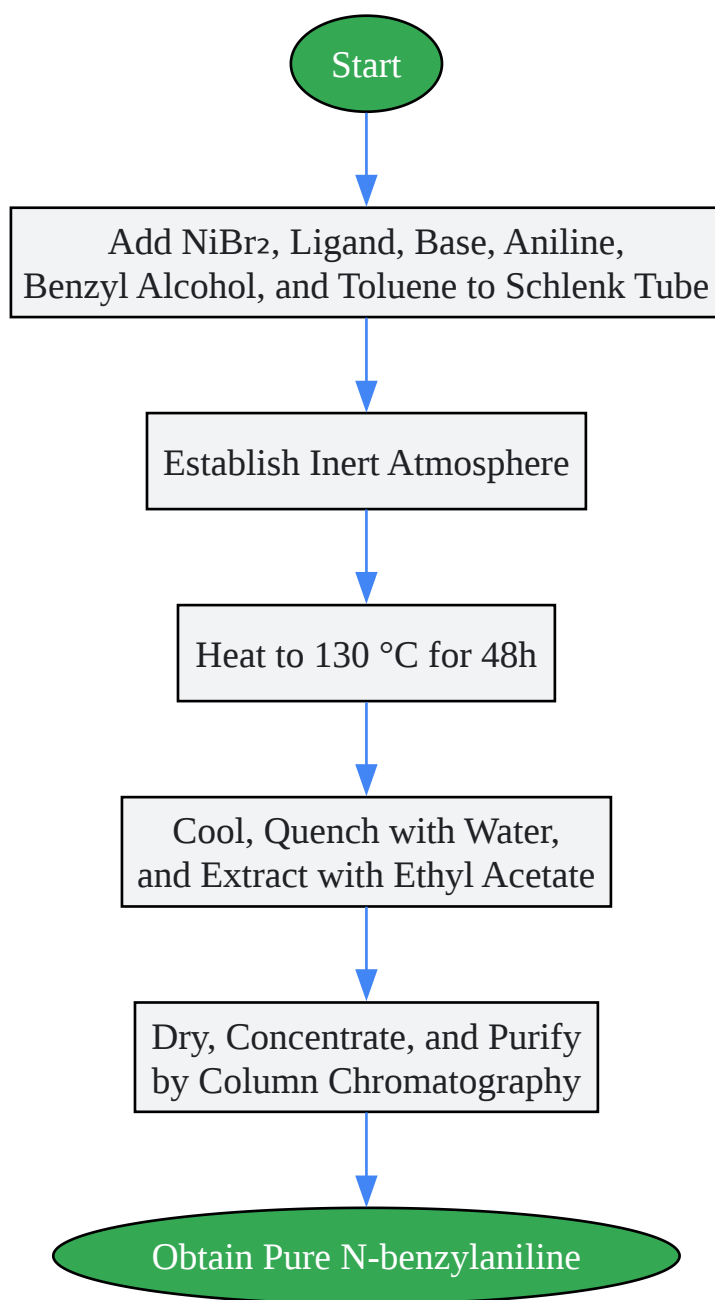 Start
Add NiBr₂, Ligand, Base, Aniline,
Benzyl Alcohol, and Toluene to Schlenk Tube
Establish Inert Atmosphere
Heat to 130 °C for 48h
Cool, Quench with Water,
and Extract with Ethyl Acetate
Dry, Concentrate, and Purify
by Column Chromatography
Obtain Pure N-benzylaniline